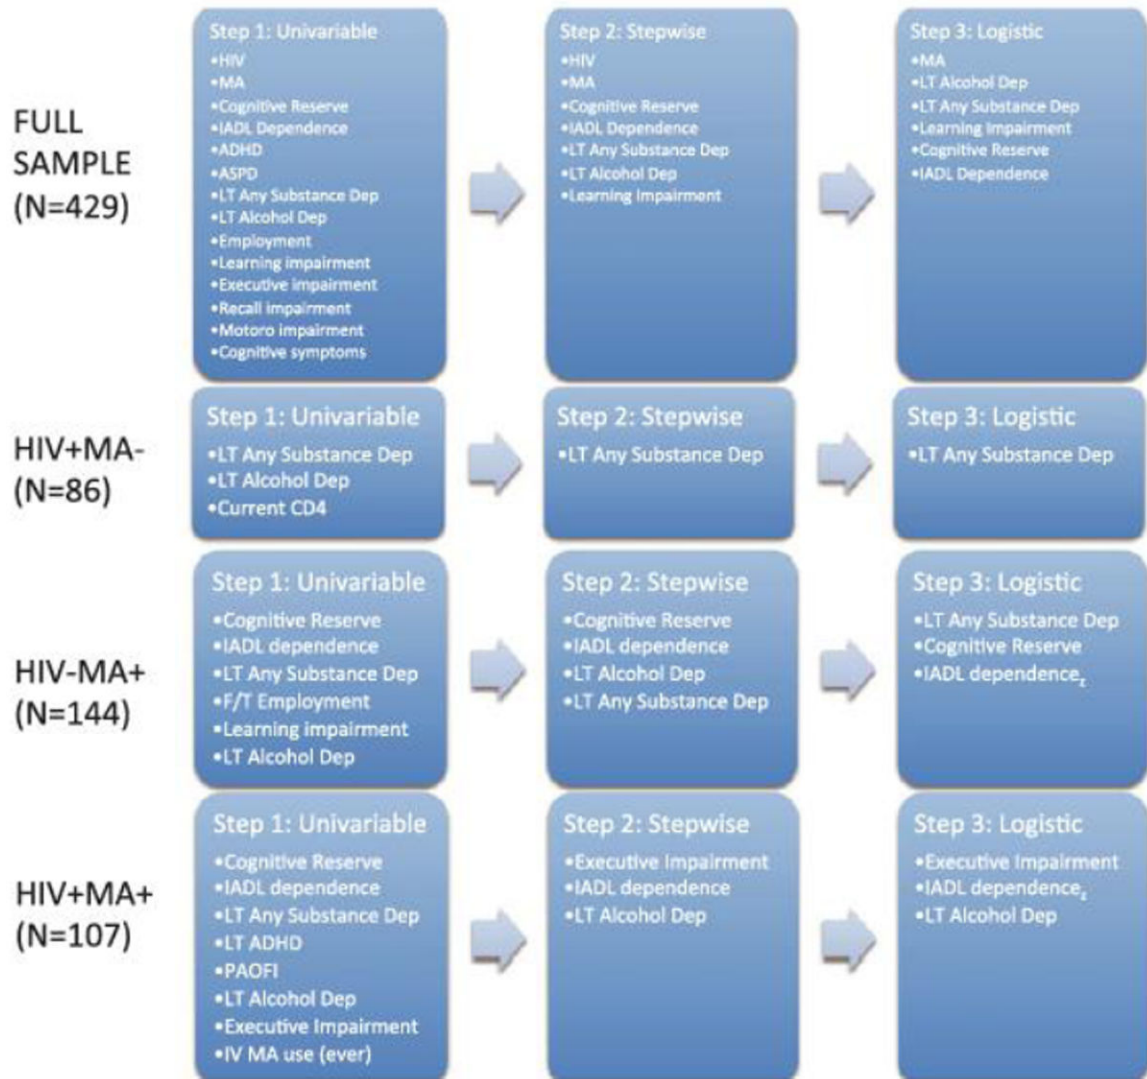 FULL
SAMPLE
(N=429)
Step 1: Univariable
•HIV
•MA
•Cognitive Reserve
•IADL Dependence
•ADHD
•ASPD
•LT Any Substance Dep
•LT Alcohol Dep
•Employment
•Learning impairment
•Executive impairment
•Recall impairment
•Motoro impairment
•Cognitive symptoms
Step 2: Stepwise
•HIV
•MA
•Cognitive Reserve
•IADL Dependence
•LT Any Substance Dep
•LT Alcohol Dep
•Learning Impairment
Step 3: Logistic
•MA
•LT Alcohol Dep
•LT Any Substance Dep
•Learning Impairment
•Cognitive Reserve
•IADL Dependence
HIV+MA-
(N=86)
Step 1: Univariable
•LT Any Substance Dep
•LT Alcohol Dep
•Current CD4
Step 2: Stepwise
•LT Any Substance Dep
Step 3: Logistic
•LT Any Substance Dep
HIV-MA+
(N=144)
Step 1: Univariable
•Cognitive Reserve
•IADL dependence
•LT Any Substance Dep
•F/T Employment
•Learning impairment
•LT Alcohol Dep
Step 2: Stepwise
•Cognitive Reserve
•IADL dependence
•LT Alcohol Dep
•LT Any Substance Dep
Step 3: Logistic
•LT Any Substance Dep
•Cognitive Reserve
•IADL dependence
HIV+MA+
(N=107)
Step 1: Univariable
•Cognitive Reserve
•IADL dependence
•LT Any Substance Dep
•LT ADHD
•PAOFI
•LT Alcohol Dep
•Executive Impairment
•IV MA use (ever)
Step 2: Stepwise
•Executive Impairment
•IADL dependence
•LT Alcohol Dep
Step 3: Logistic
•Executive Impairment
•IADL dependence
•LT Alcohol Dep